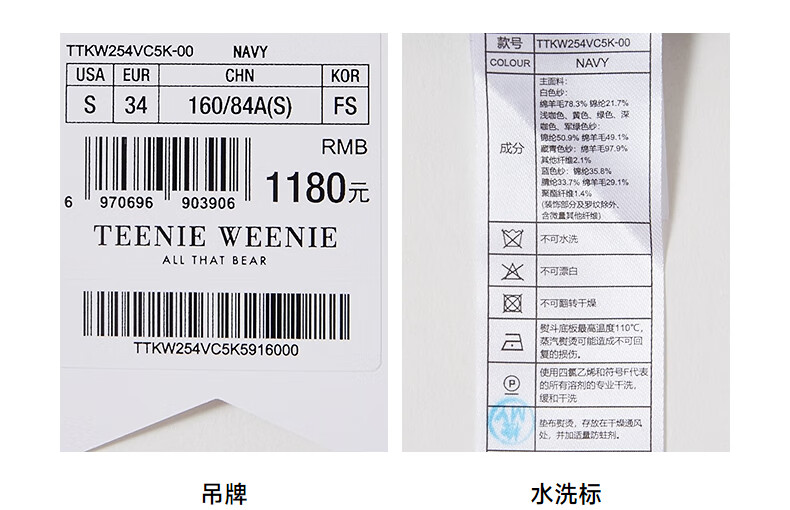 TTKW254VC5K-00 NAVY
USA EUR CHN KOR
S 34 160/84A(S) FS
RMB
1180元
6 970696 903906
TEENIE WEENIE
ALL THAT BEAR
TTKW254VC5K5916000
吊牌
款号 TTKW254VC5K-00
COLOUR NAVY
成分
主面料:
白色纱:
绵羊毛78.3% 锦纶21.7%
浅咖色、黄色、绿色、深
咖色、军绿色纱:
锦纶50.9% 绵羊毛49.1%
藏青色纱:绵羊毛97.9%
其他纤维2.1%
蓝色纱:锦纶35.8%
腈纶33.7% 绵羊毛29.1%
聚酯纤维1.4%
(装饰部分及罗纹除外、
含微量其他纤维)
不可水洗
不可漂白
不可翻转干燥
熨斗底板最高温度110℃,
蒸汽熨烫可能造成不可回
复的损伤。
P
使用四氯乙烯和符号F代表
的所有溶剂的专业干洗,
缓和干洗
垫布熨烫,存放在干燥通风
处,并加适量防蛀剂。
水洗标